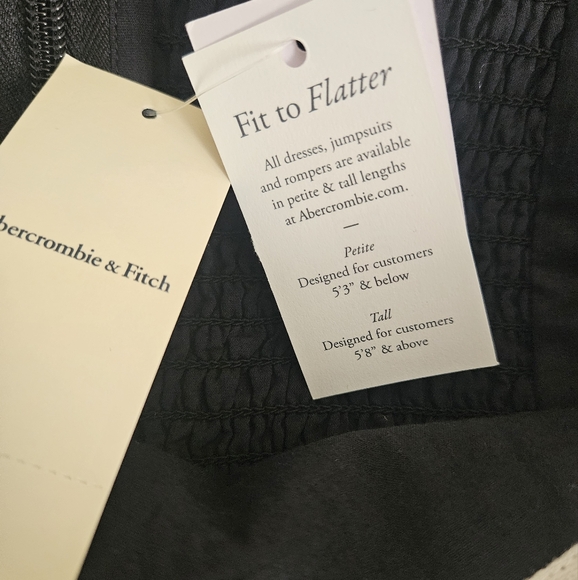 bercrombie & Fitch
Fit to Flatter
All dresses, jumpsuits
and rompers are available
in petite & tall lengths
at Abercrombie.com.
—
Petite
Designed for customers
5'3" & below
Tall
Designed for customers
5'8" & above